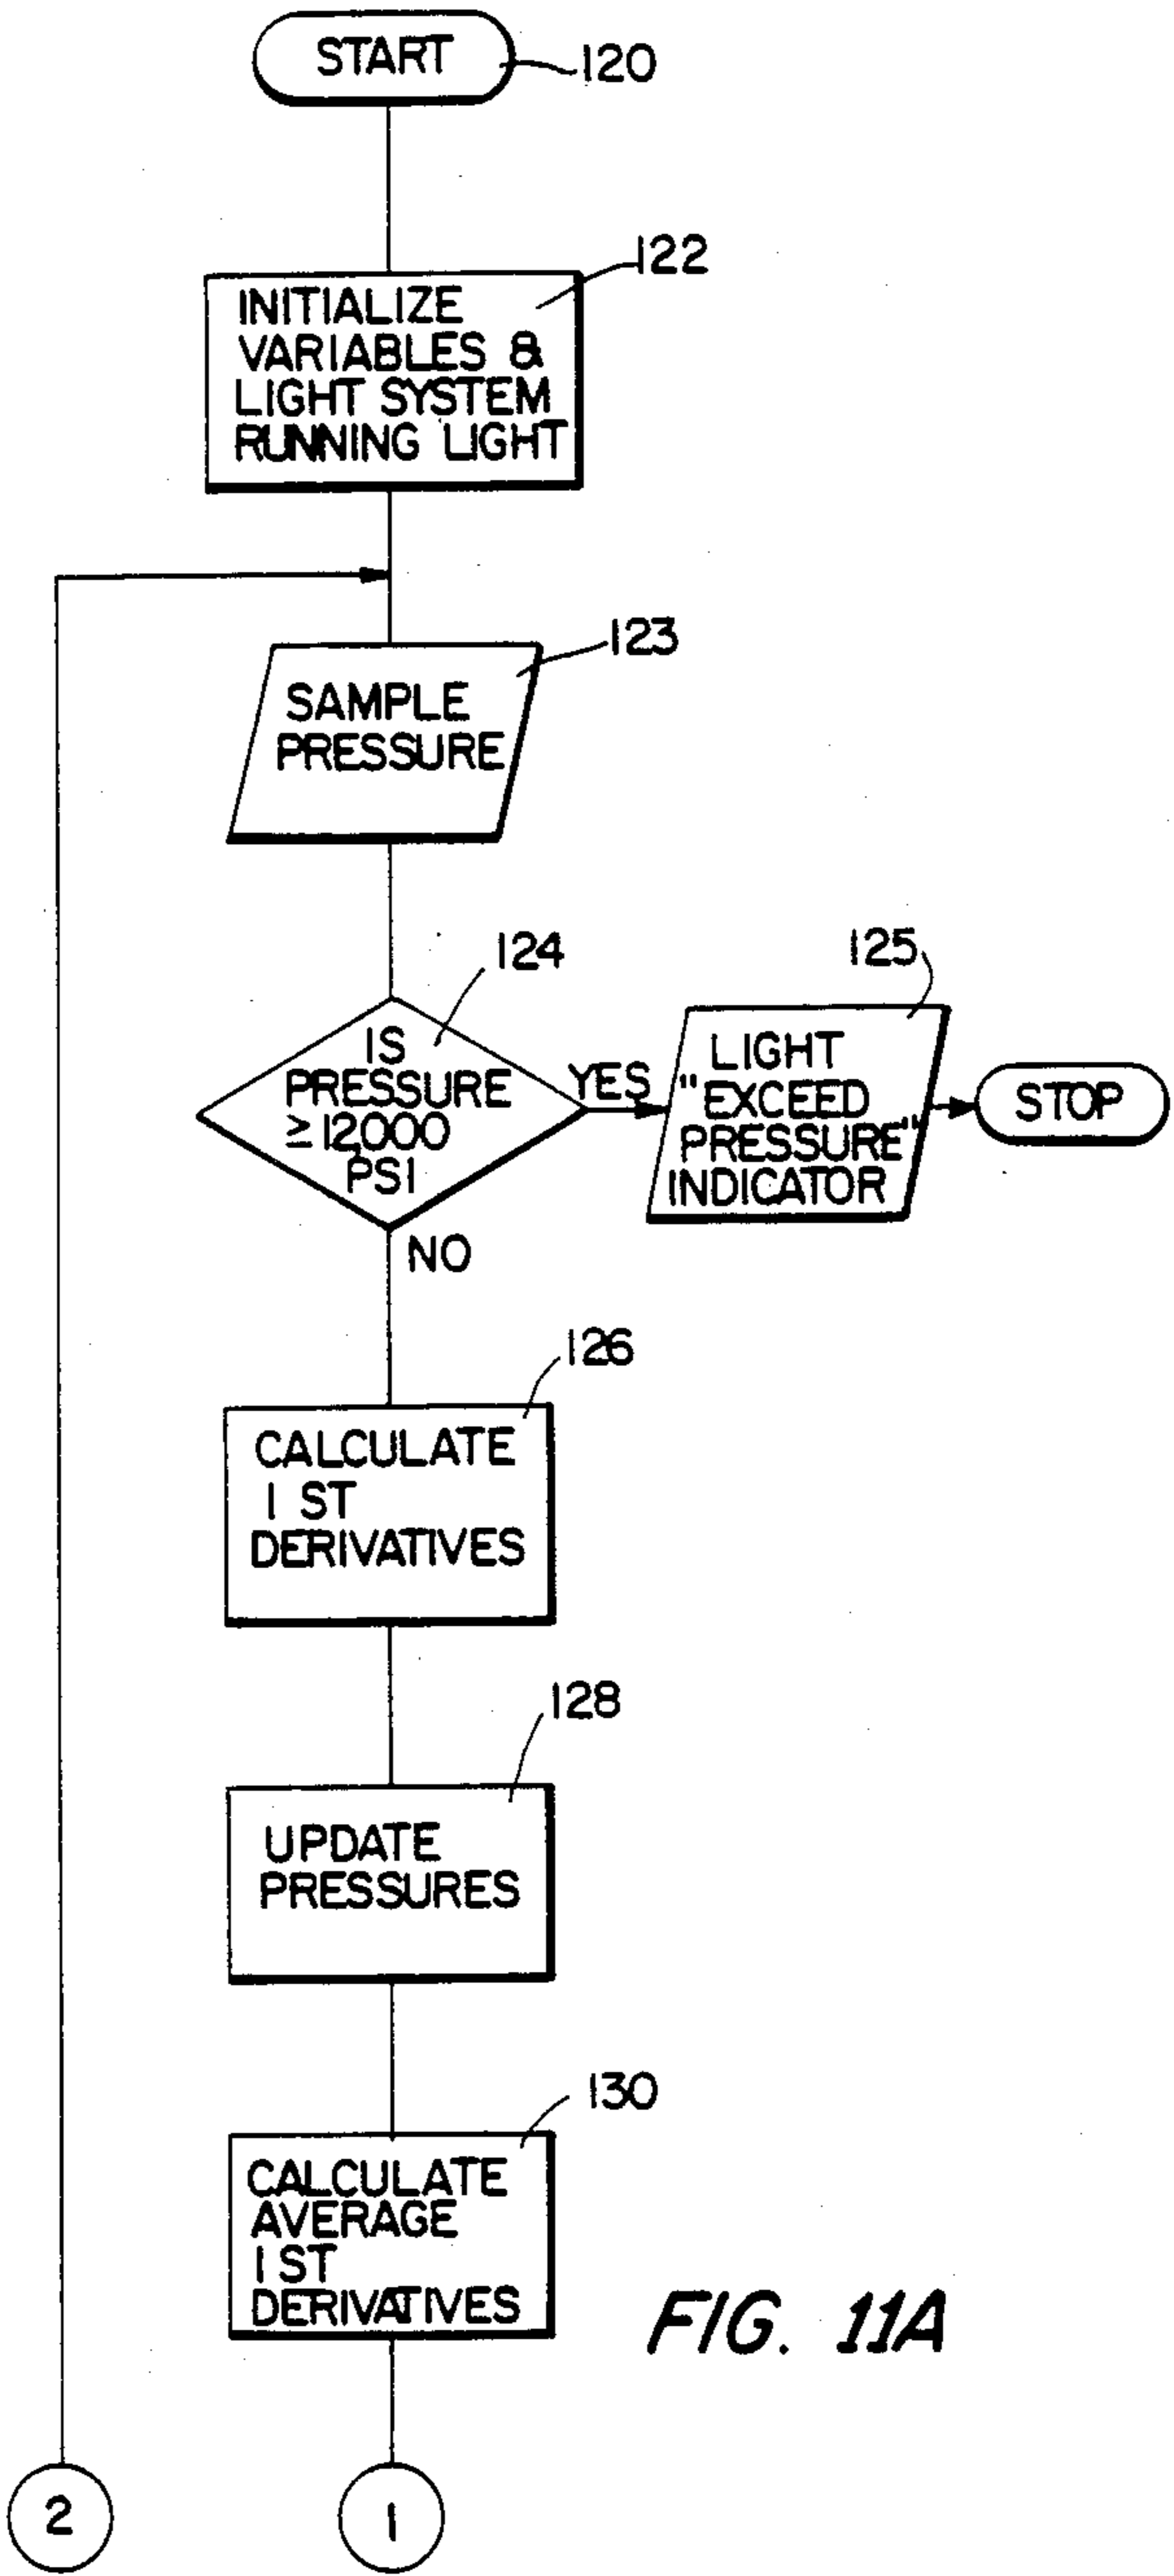 START
120
122
INITIALIZE
VARIABLES &
LIGHT SYSTEM
RUNNING LIGHT
123
SAMPLE
PRESSURE
124
IS
PRESSURE
≥12,000
PSI
YES
NO
125
LIGHT
"EXCEED
PRESSURE"
INDICATOR
STOP
126
CALCULATE
1 ST
DERIVATIVES
128
UPDATE
PRESSURES
130
CALCULATE
AVERAGE
1 ST
DERIVATIVES
FIG. 11A
2
1